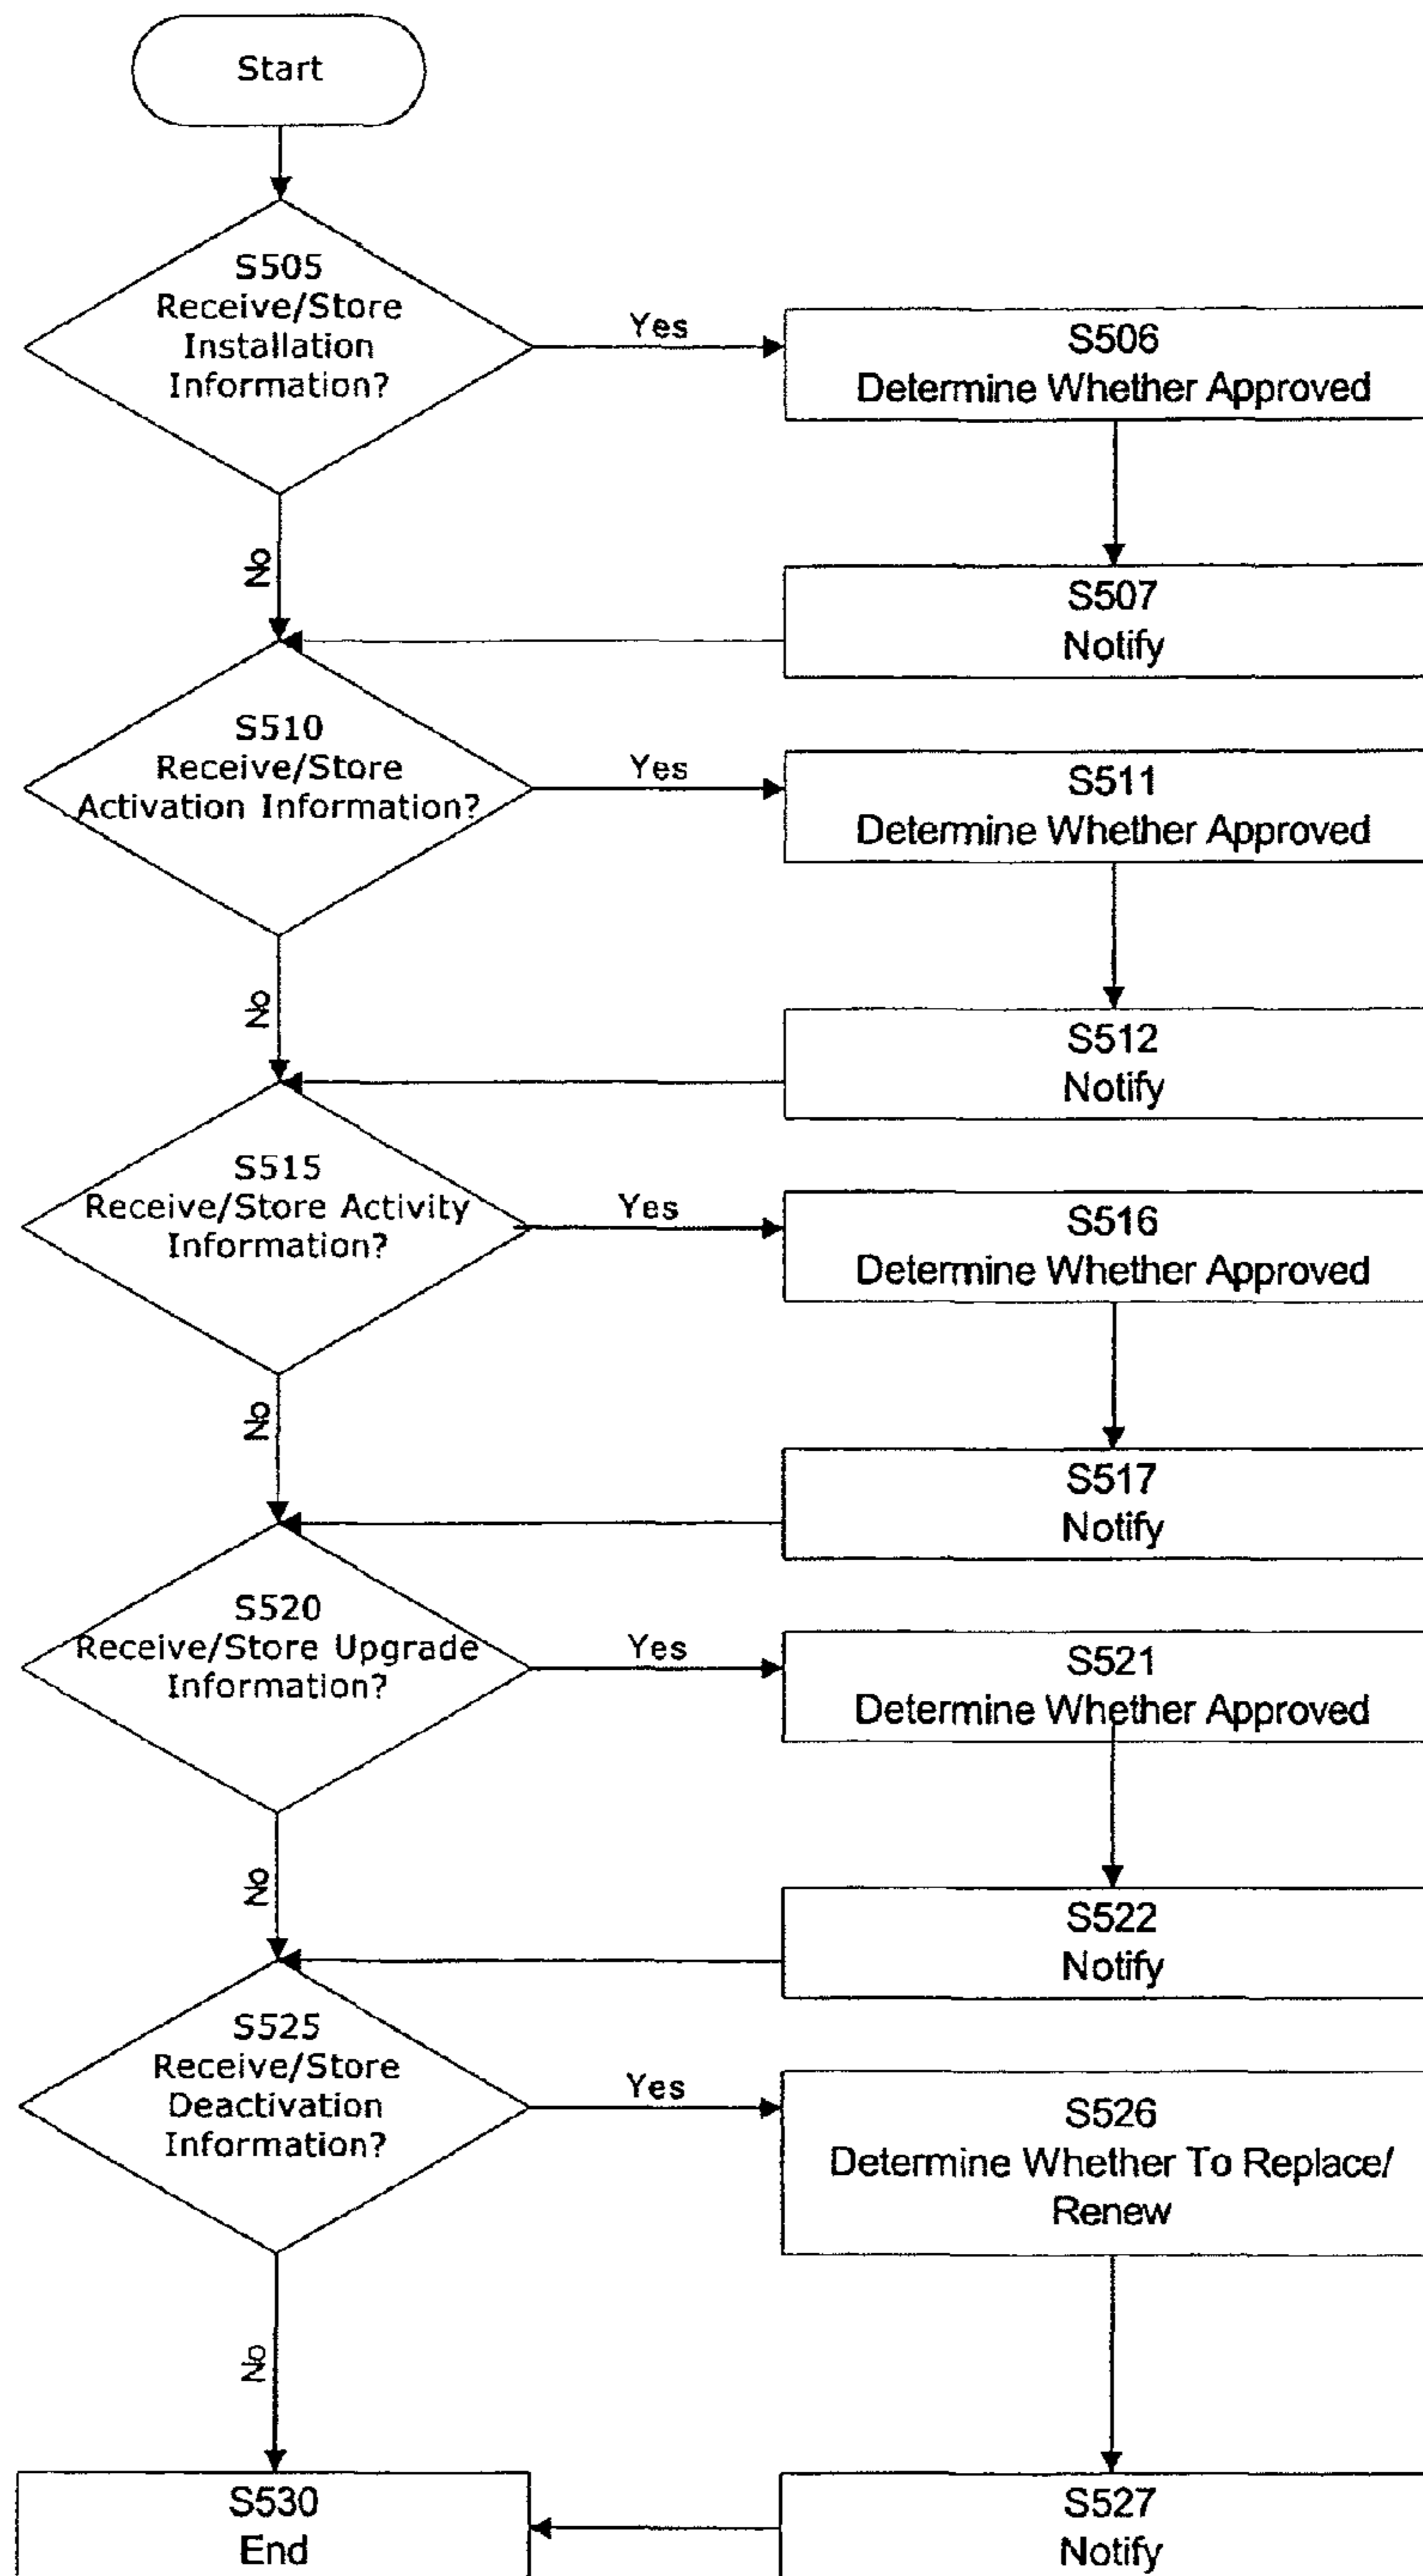 Start
S505
Receive/Store
Installation
Information?
Yes
S506
Determine Whether Approved
No
S507
Notify
S510
Receive/Store
Activation Information?
Yes
S511
Determine Whether Approved
No
S512
Notify
S515
Receive/Store Activity
Information?
Yes
S516
Determine Whether Approved
No
S517
Notify
S520
Receive/Store Upgrade
Information?
Yes
S521
Determine Whether Approved
No
S522
Notify
S525
Receive/Store
Deactivation
Information?
Yes
S526
Determine Whether To Replace/
Renew
No
S530
End
S527
Notify